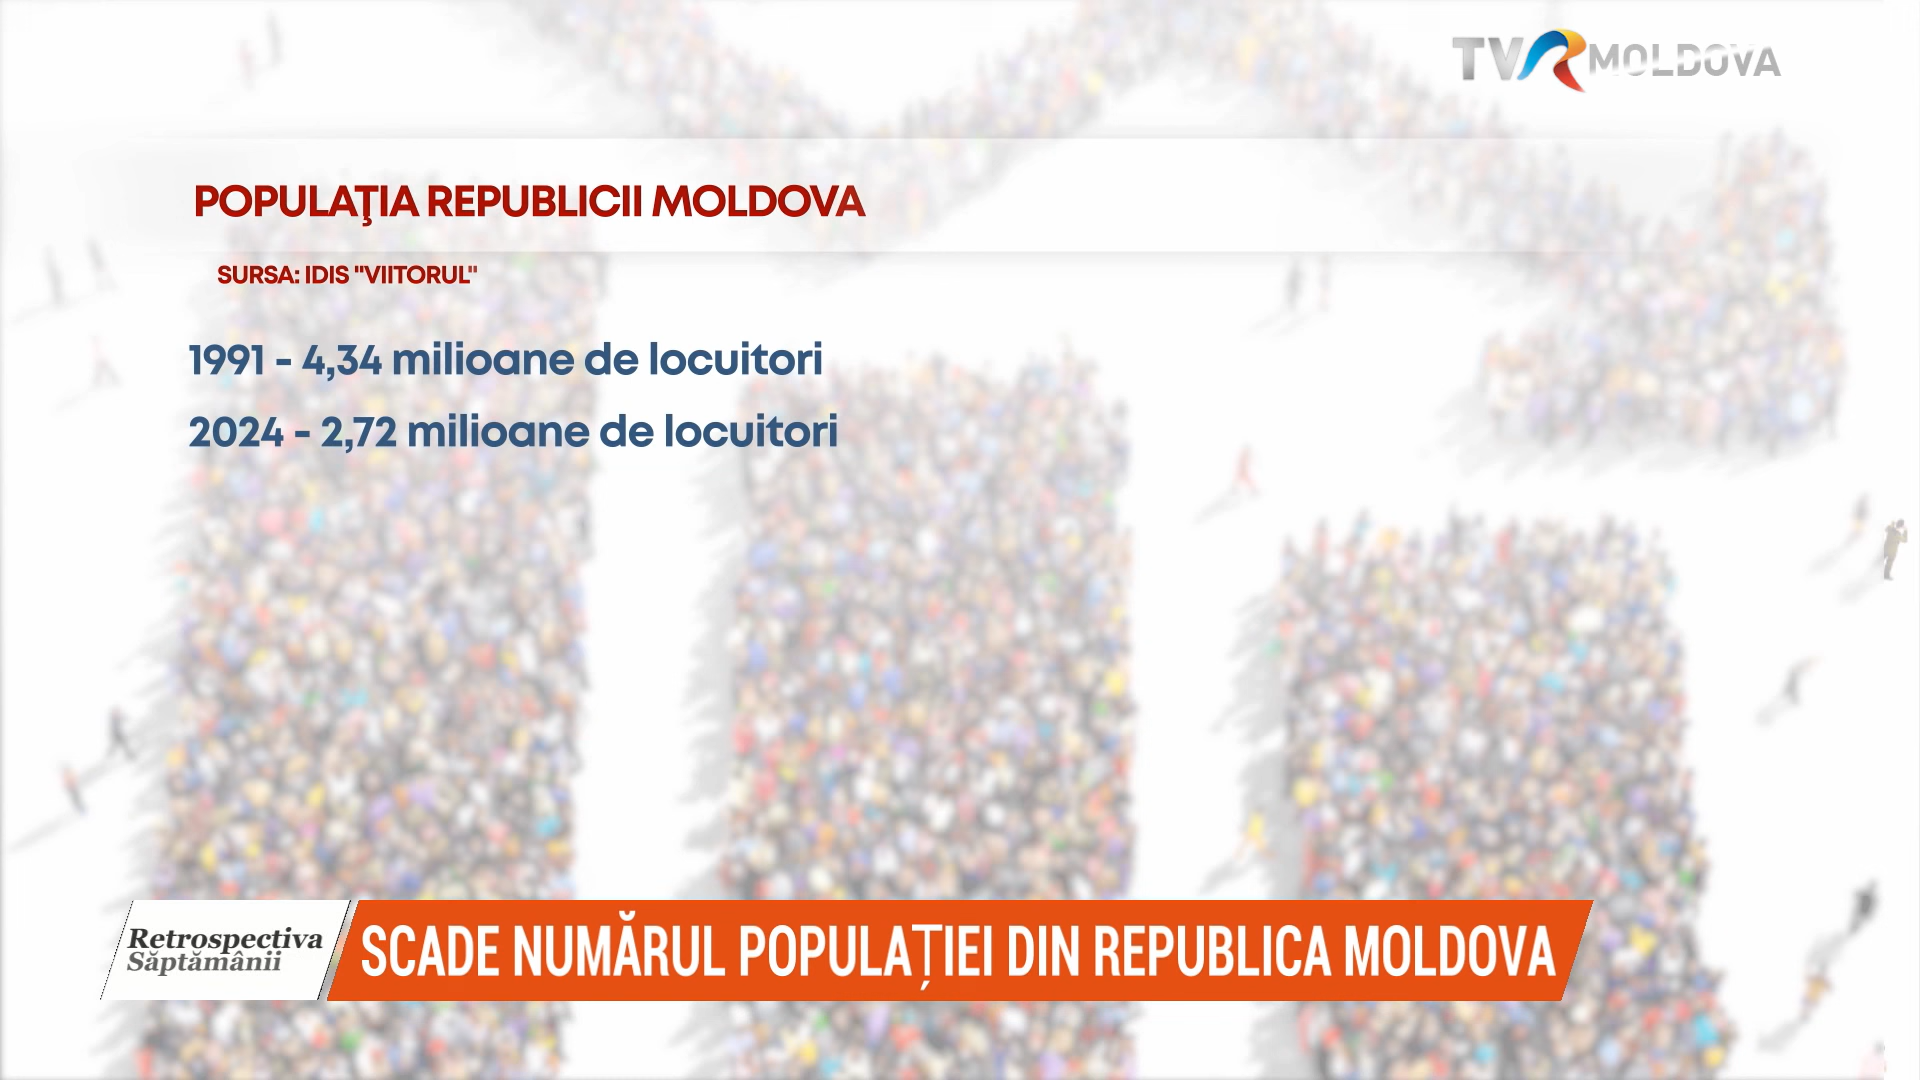 TVR MOLDOVA
POPULAŢIA REPUBLICII MOLDOVA
SURSA: IDIS "VIITORUL"
1991 - 4,34 milioane de locuitori
2024 - 2,72 milioane de locuitori
Retrospectiva
Săptămânii
SCADE NUMĂRUL POPULAȚIEI DIN REPUBLICA MOLDOVA